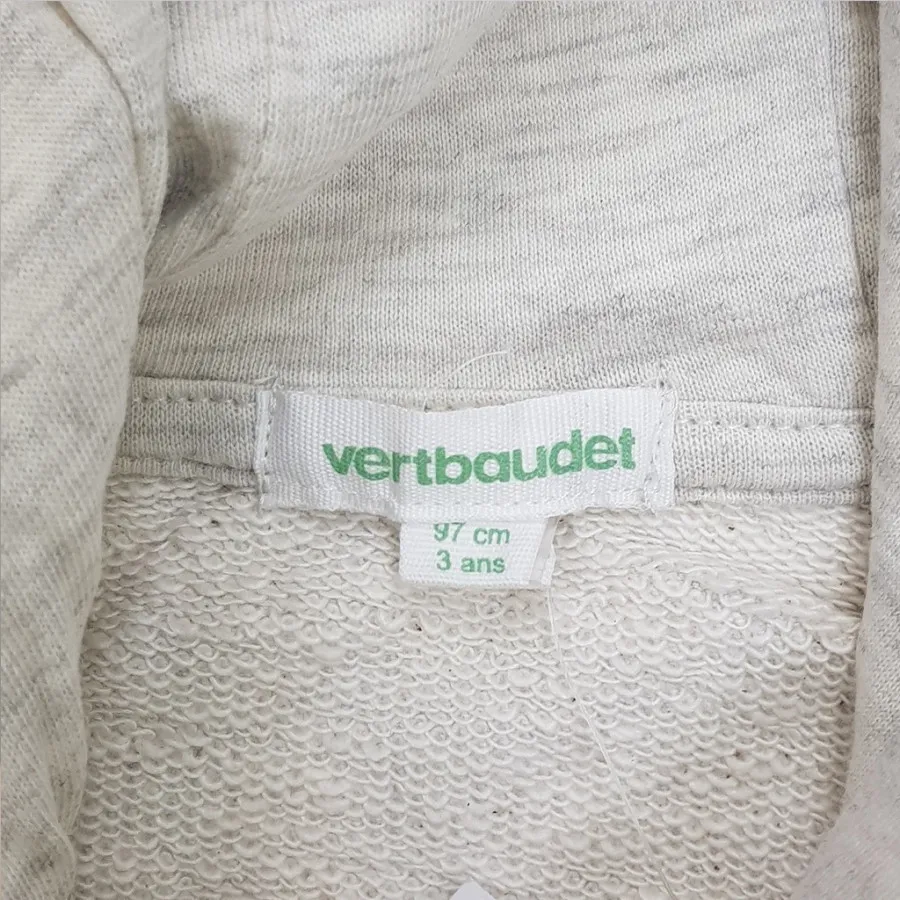 vertbaudet
97 cm
3 ans